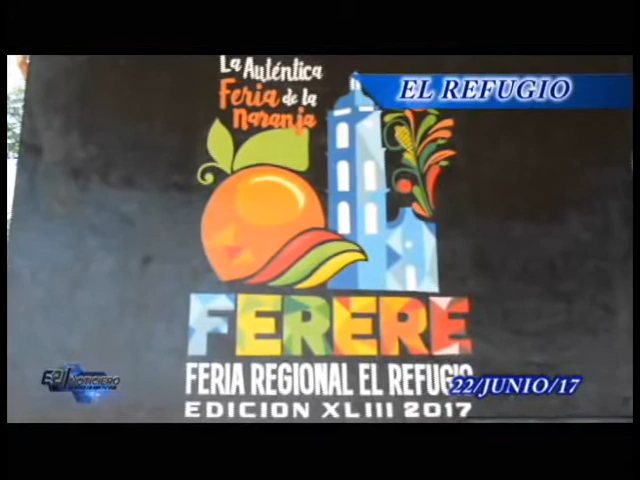 La Auténtica
Feria de la
Naranja
EL REFUGIO
FERERE
FERIA REGIONAL EL REFUGIO
22/JUNIO/17
EDICION XLIII 2017
NOTICIERO